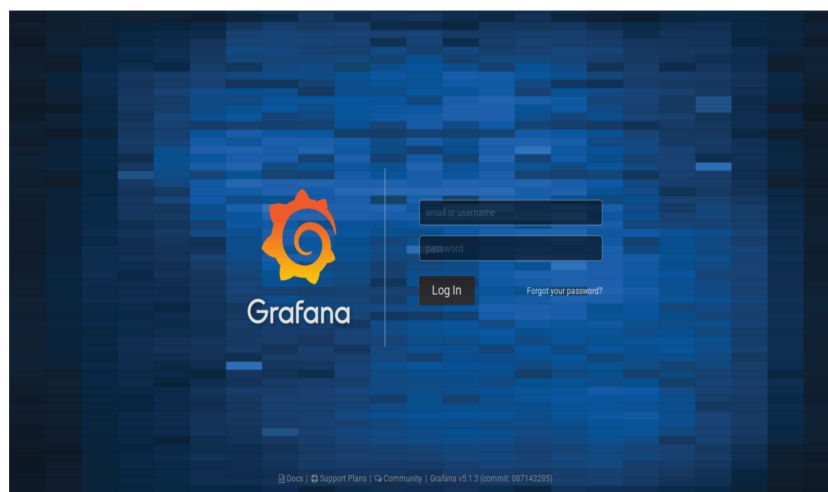 email or username
password
Log In
Forgot your password?
Grafana
Docs | Support Plans | Community | Grafana v5.1.3 (commit: 087143285)